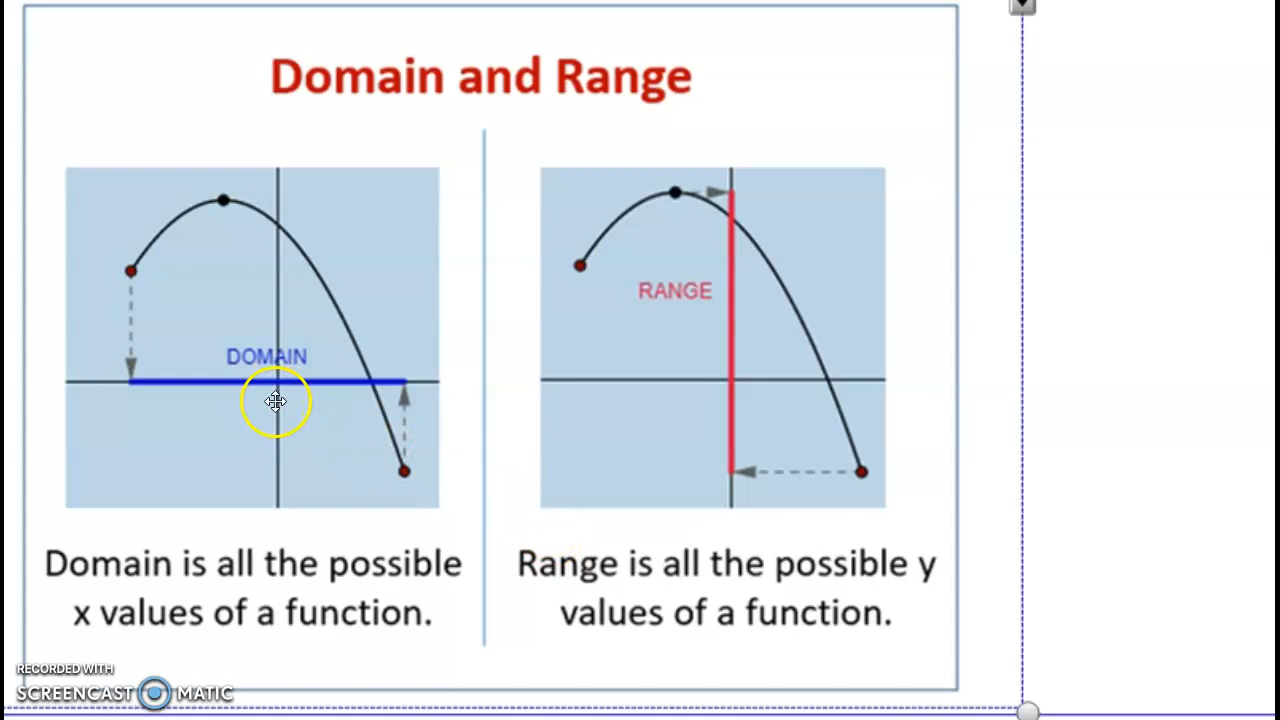 Domain and Range
DOMAIN
RANGE
Domain is all the possible
x values of a function.
Range is all the possible y
values of a function.
RECORDED WITH
SCREENCAST MATIC